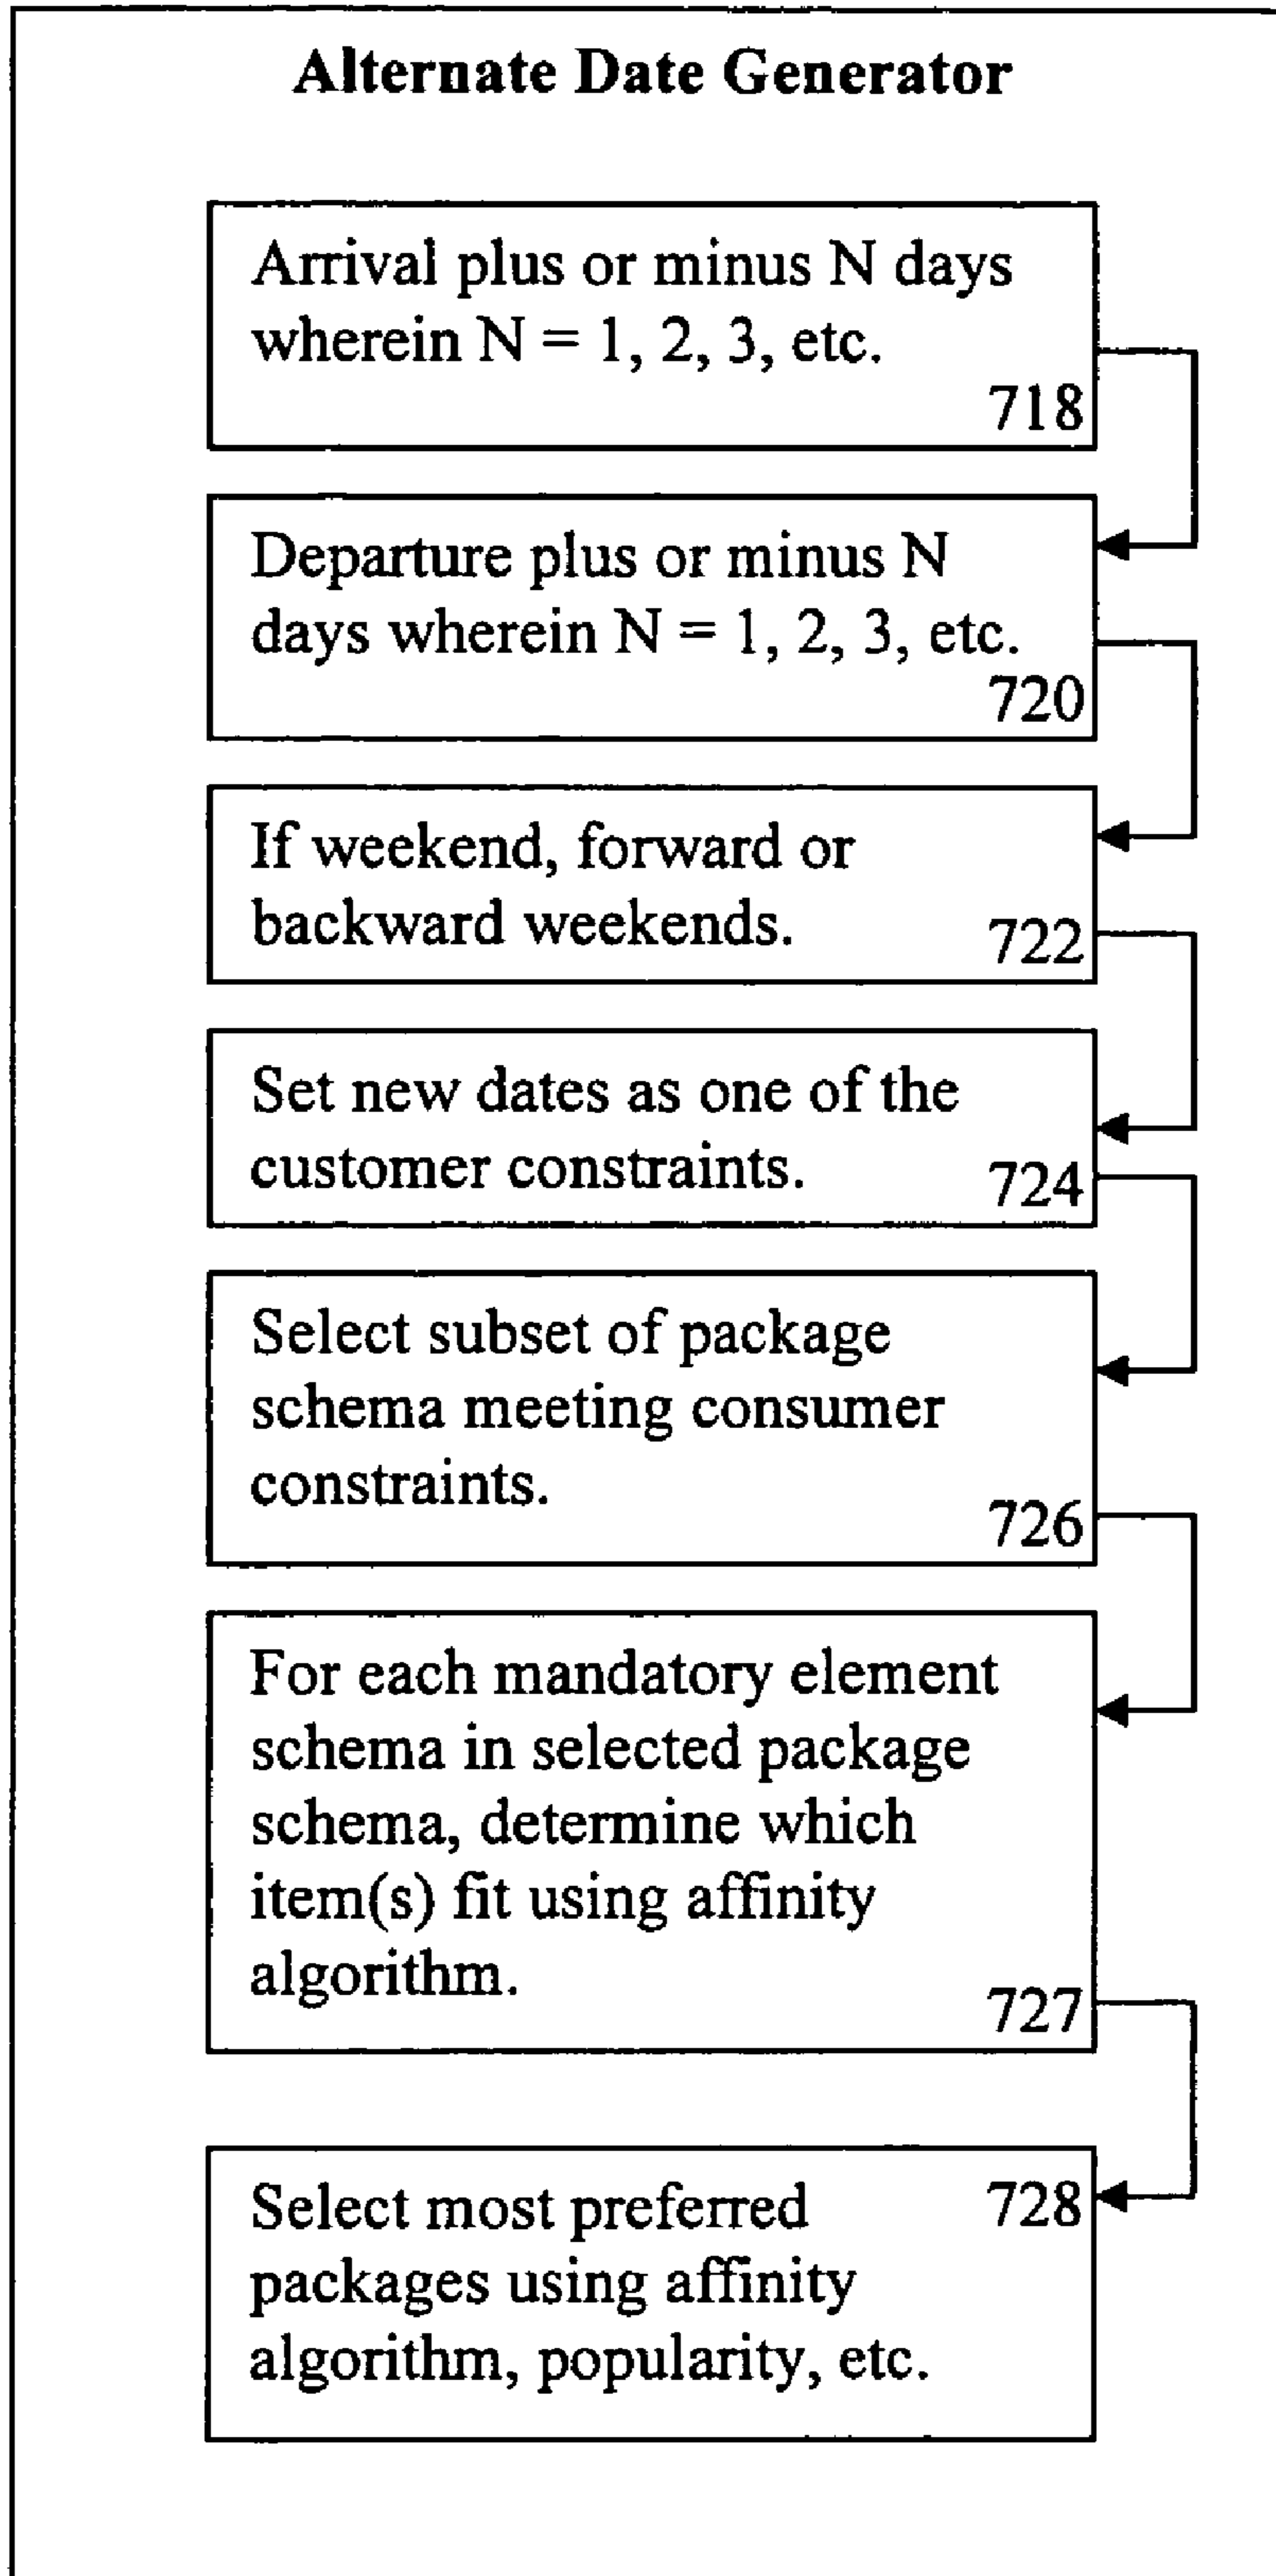 Alternate Date Generator
Arrival plus or minus N days
wherein N = 1, 2, 3, etc.
718
Departure plus or minus N
days wherein N = 1, 2, 3, etc.
720
If weekend, forward or
backward weekends.
722
Set new dates as one of the
customer constraints.
724
Select subset of package
schema meeting consumer
constraints.
726
For each mandatory element
schema in selected package
schema, determine which
item(s) fit using affinity
algorithm.
727
Select most preferred
728
packages using affinity
algorithm, popularity, etc.